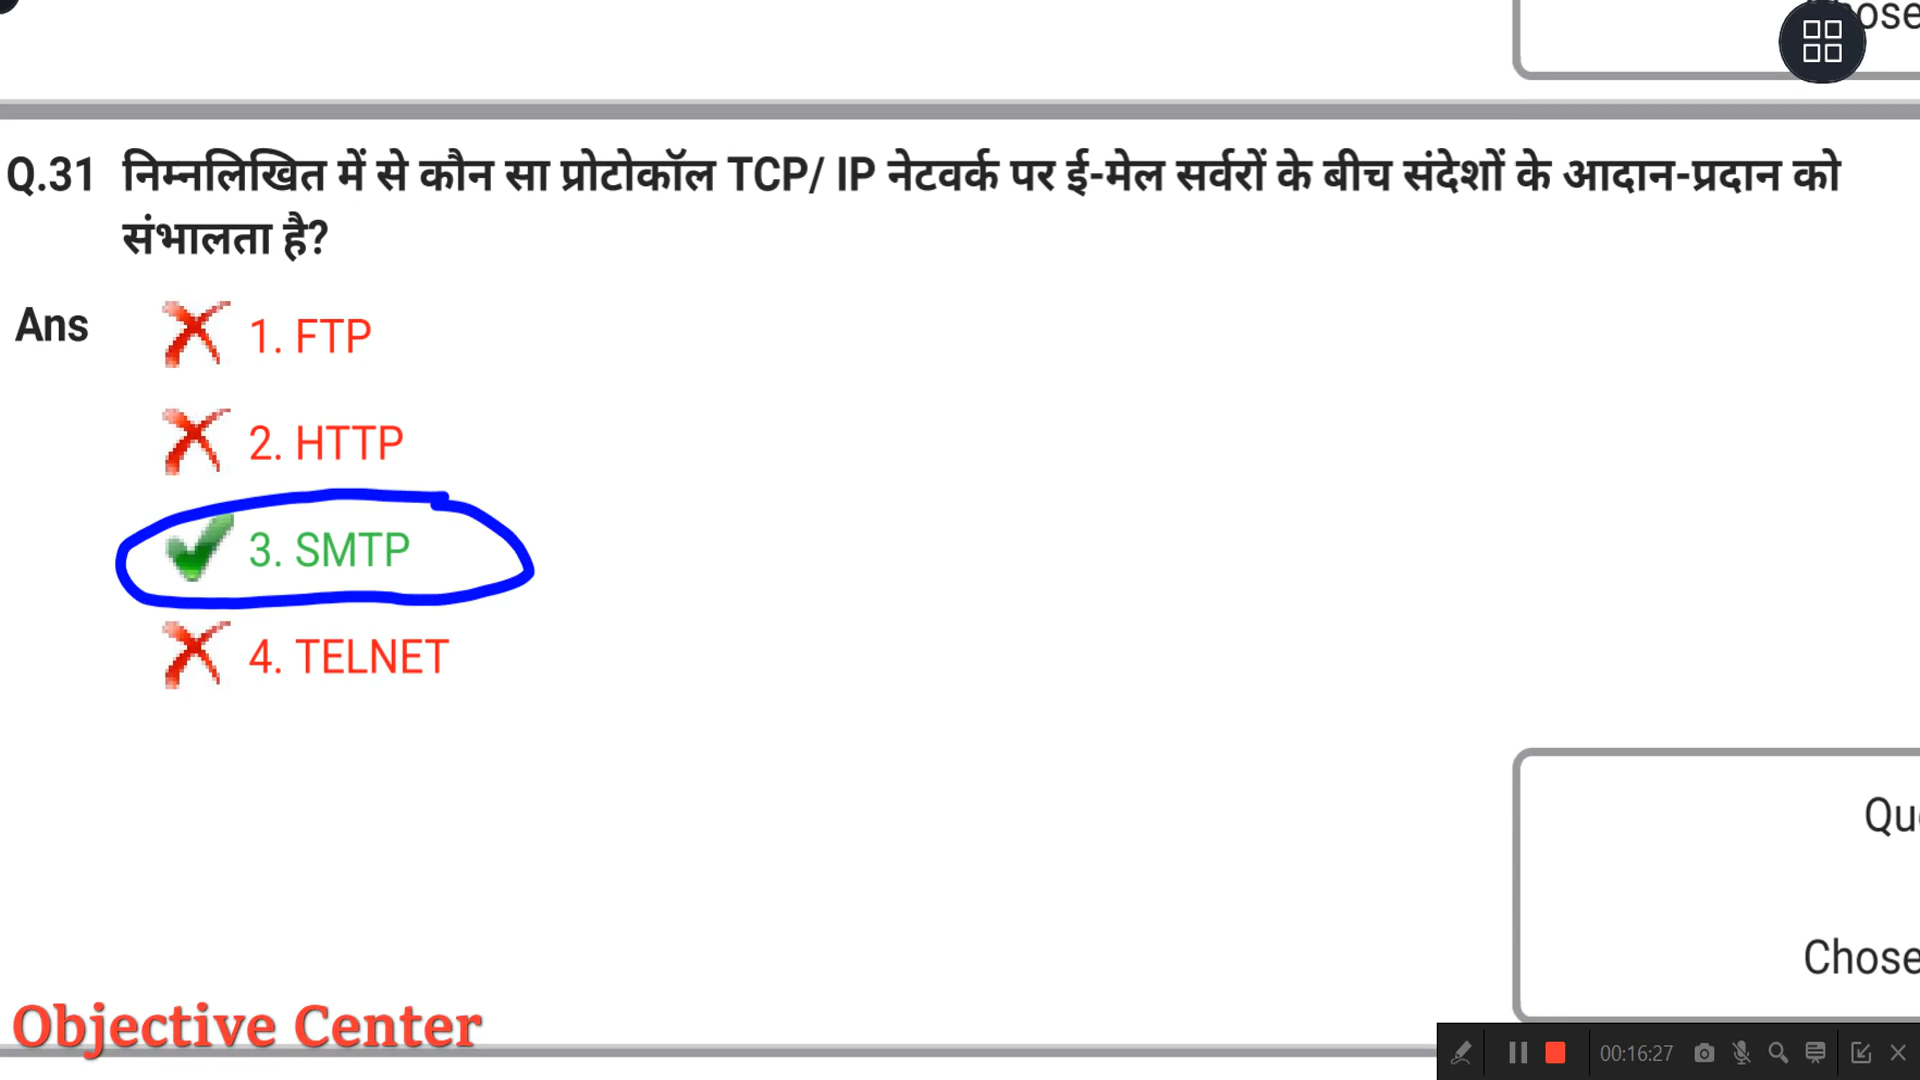 ose
Q.31 निम्नलिखित में से कौन सा प्रोटोकॉल TCP/ IP नेटवर्क पर ई-मेल सर्वरों के बीच संदेशों के आदान-प्रदान को
संभालता है?
Ans
1. FTP
2. HTTP
3. SMTP
4. TELNET
Qu
Chose
Objective Center
00:16:27